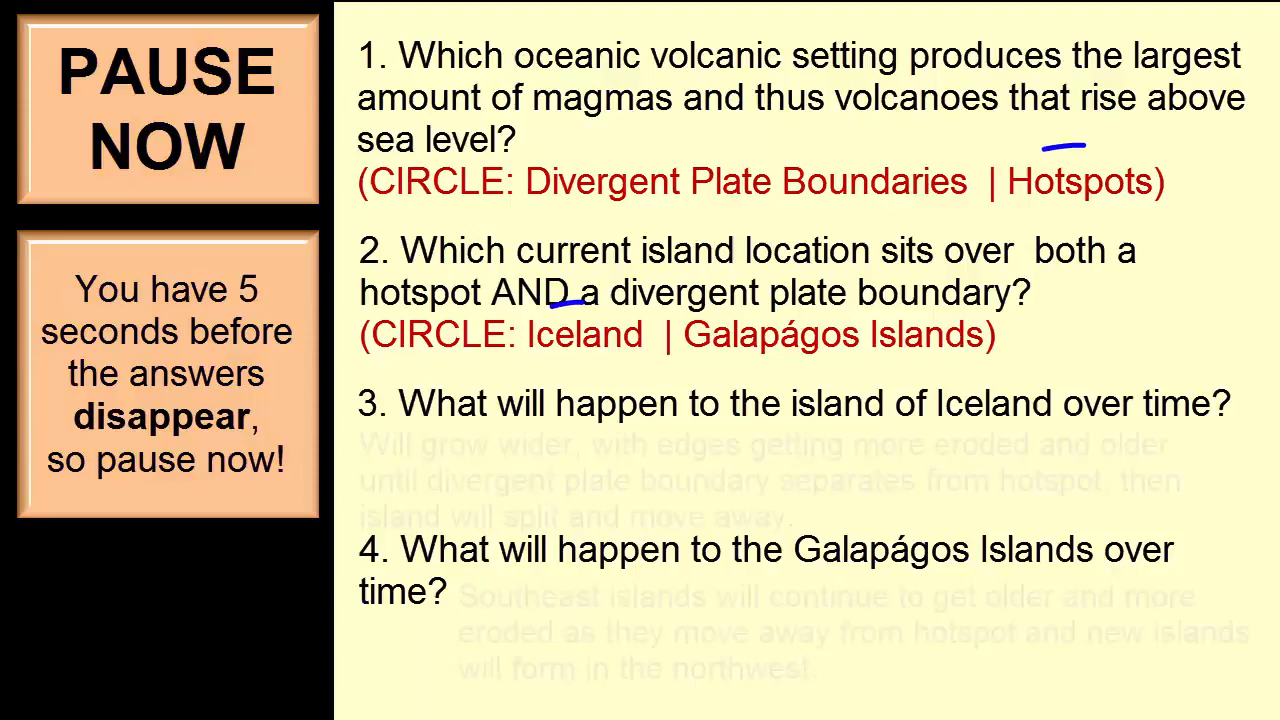 PAUSE
NOW
You have 5
seconds before
the answers
disappear,
so pause now!
1. Which oceanic volcanic setting produces the largest
amount of magmas and thus volcanoes that rise above
sea level?
(CIRCLE: Divergent Plate Boundaries | Hotspots)
2. Which current island location sits over both a
hotspot AND a divergent plate boundary?
(CIRCLE: Iceland | Galapágos Islands)
3. What will happen to the island of Iceland over time?
Will grow wider, with edges getting more eroded and older
until divergent plate boundary separates from hotspot, then
island will split and move away.
4. What will happen to the Galapágos Islands over
time?
Southeast islands will continue to get older and more
eroded as they move away from hotspot and new islands
will form in the northwest.